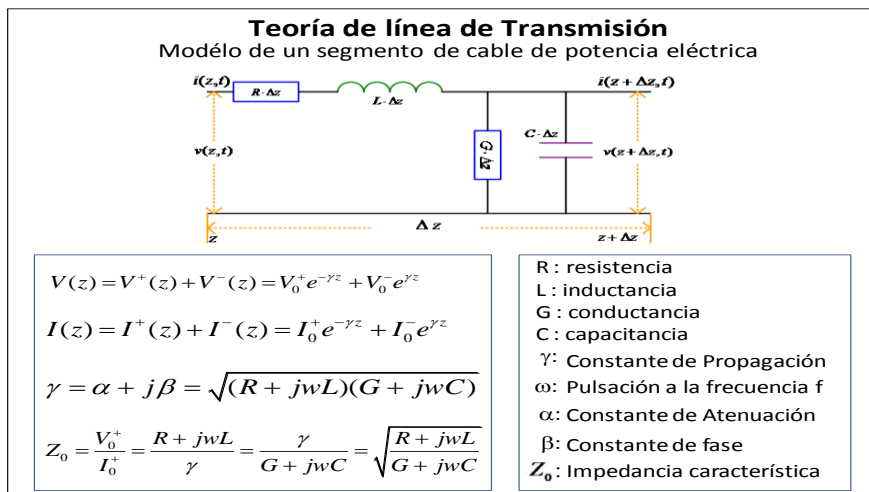 Teoría de línea de Transmisión
Modélo de un segmento de cable de potencia eléctrica
i(z,t)
R·Δz
L·Δz
i(z+Δz,t)
v(z,t)
G·Δz
C·Δz
v(z+Δz,t)
z
Δ z
z+Δz
V(z) = V⁺(z) + V⁻(z) = V₀⁺e^{-γz} + V₀⁻e^{γz}
I(z) = I⁺(z) + I⁻(z) = I₀⁺e^{-γz} + I₀⁻e^{γz}
γ = α + jβ = √((R + jwL)(G + jwC))
Z₀ = V₀⁺/I₀⁺ = (R + jwL)/γ = γ/(G + jwC) = √((R + jwL)/(G + jwC))
R : resistencia
L : inductancia
G : conductancia
C : capacitancia
γ: Constante de Propagación
ω: Pulsación a la frecuencia f
α: Constante de Atenuación
β: Constante de fase
Z₀: Impedancia característica